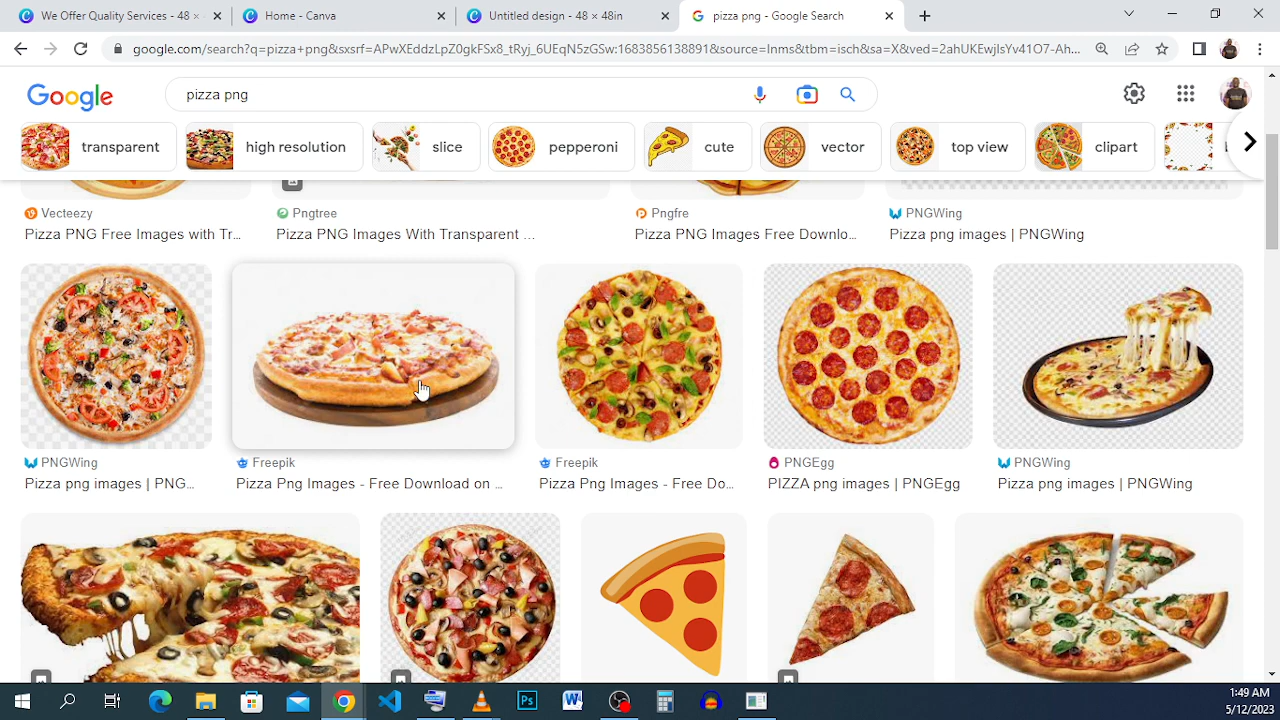 We Offer Quality Services - 48 ×
Home - Canva
Untitled design - 48 × 48in
pizza png - Google Search
google.com/search?q=pizza+png&sxsrf=APwXEddzLpZ0gkFSx8_tRyj_6UEqN5zGSw:1683856138891&source=lnms&tbm=isch&sa=X&ved=2ahUKEwjIsYv41O7-Ah...
Google
pizza png
transparent
high resolution
slice
pepperoni
cute
vector
top view
clipart
Vecteezy
Pizza PNG Free Images with Tr...
Pngtree
Pizza PNG Images With Transparent ...
Pngfre
Pizza PNG Images Free Downlo...
PNGWing
Pizza png images | PNGWing
PNGWing
Pizza png images | PNG...
Freepik
Pizza Png Images - Free Download on ...
Freepik
Pizza Png Images - Free Do...
PNGEgg
PIZZA png images | PNGEgg
PNGWing
Pizza png images | PNGWing
1:49 AM
5/12/2023